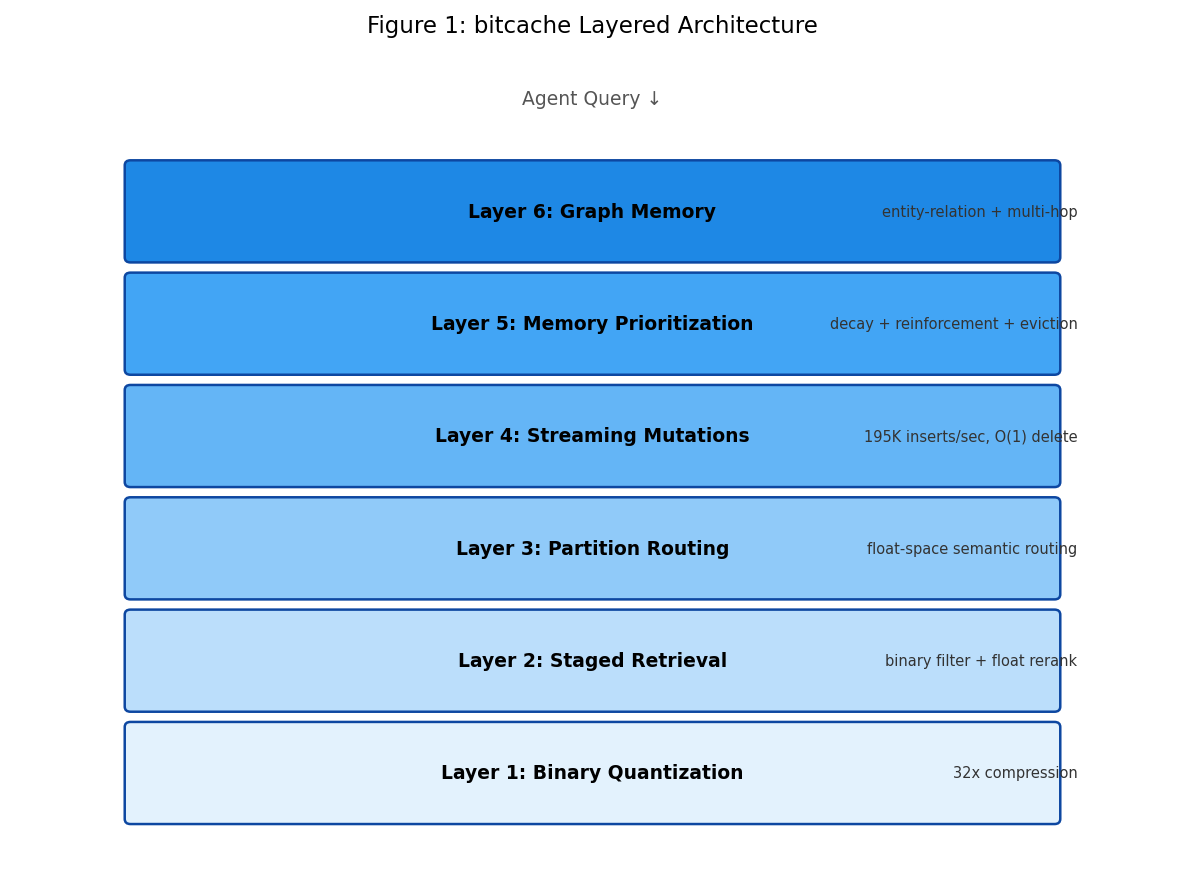 Figure 1: bitcache Layered Architecture
Agent Query ↓
Layer 6: Graph Memory entity-relation + multi-hop
Layer 5: Memory Prioritization decay + reinforcement + eviction
Layer 4: Streaming Mutations 195K inserts/sec, O(1) delete
Layer 3: Partition Routing float-space semantic routing
Layer 2: Staged Retrieval binary filter + float rerank
Layer 1: Binary Quantization 32x compression